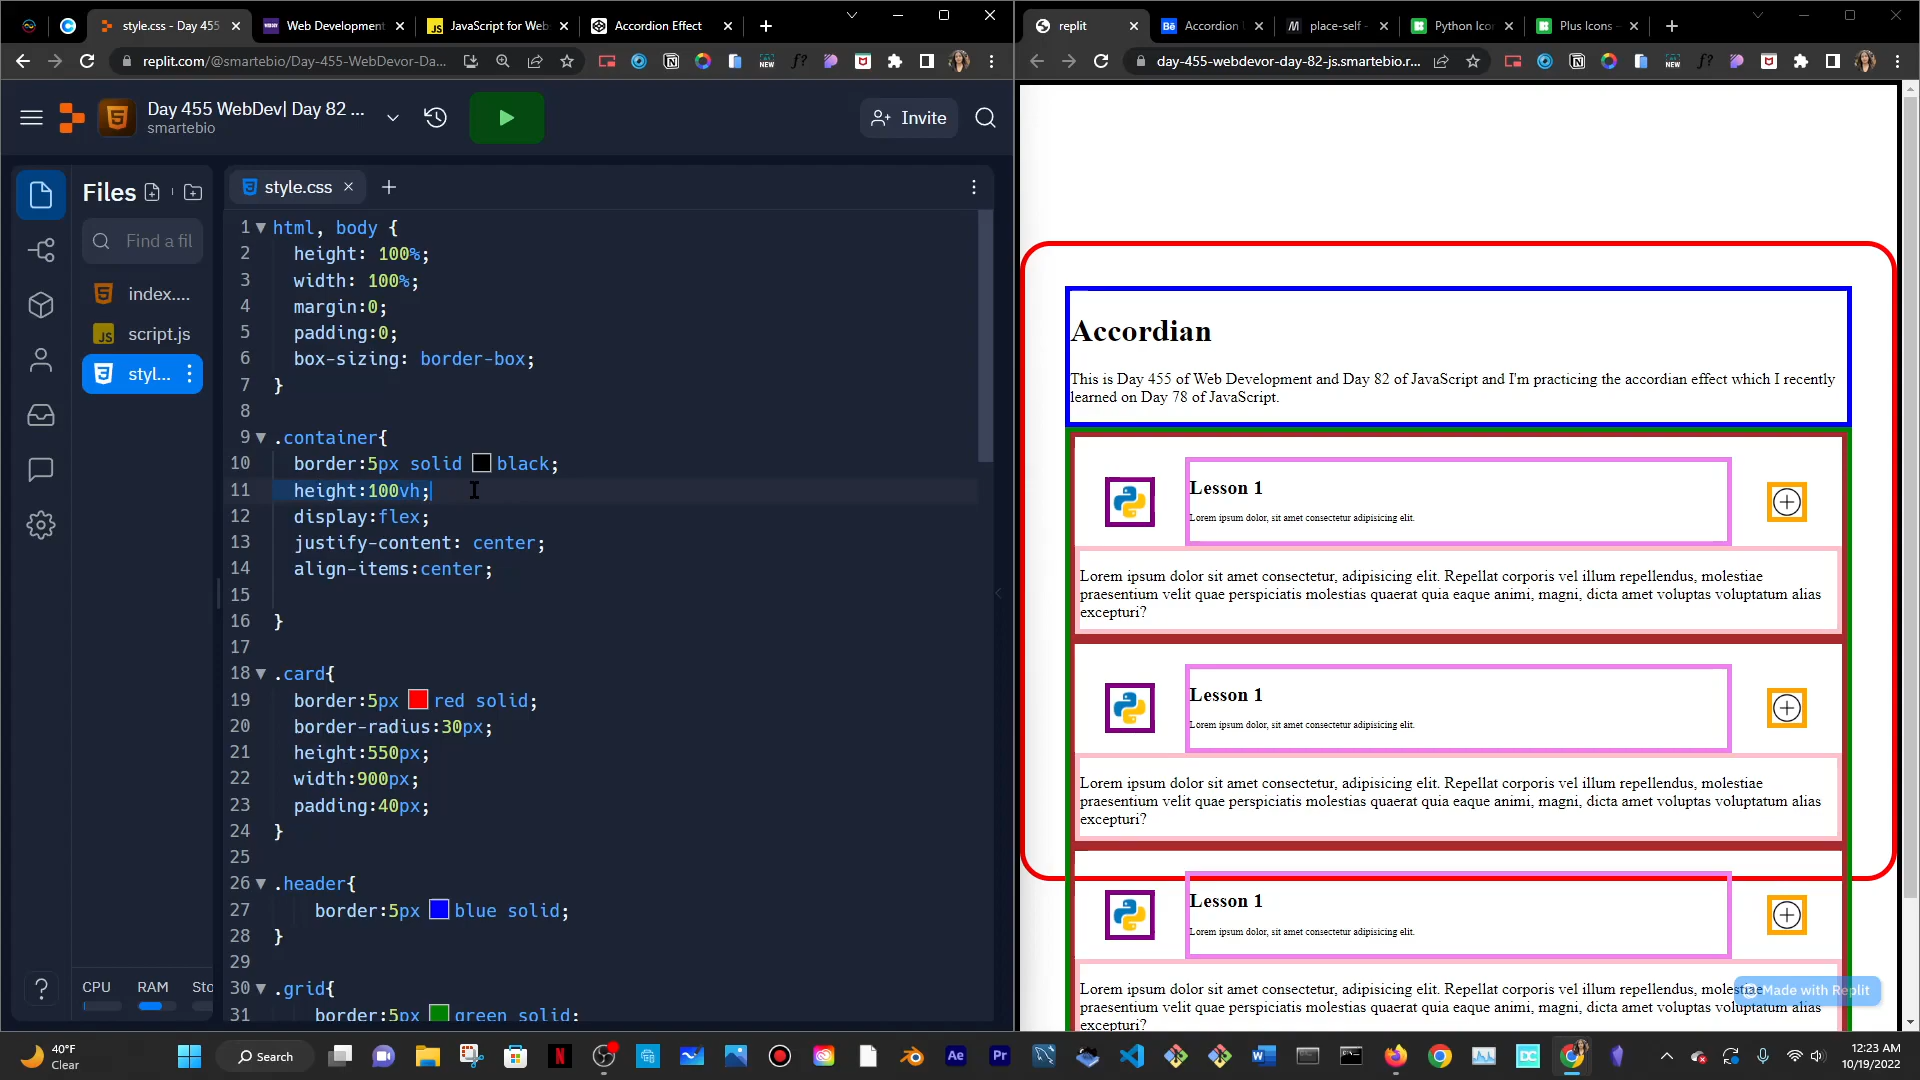 style.css - Day 455
Web Development
JavaScript for Web
Accordion Effect
replit
Accordion
place-self -
Python Ico
Plus Icons –
replit.com/@smartebio/Day-455-WebDevor-Da...
day-455-webdevor-day-82-js.smartebio.r...
Day 455 WebDev| Day 82 ...
smartebio
Invite
Files
style.css
Find a fil
index....
script.js
styl...
1 html, body {
2 height: 100%;
3 width: 100%;
4 margin:0;
5 padding:0;
6 box-sizing: border-box;
7 }
8
9 .container{
10 border:5px solid black;
11 height:100vh;
12 display:flex;
13 justify-content: center;
14 align-items:center;
15
16 }
17
18 .card{
19 border:5px red solid;
20 border-radius:30px;
21 height:550px;
22 width:900px;
23 padding:40px;
24 }
25
26 .header{
27 border:5px blue solid;
28 }
29
30 .grid{
31 border:5px green solid;
CPU RAM Sto
Accordian
This is Day 455 of Web Development and Day 82 of JavaScript and I'm practicing the accordian effect which I recently
learned on Day 78 of JavaScript.
Lesson 1
Lorem ipsum dolor, sit amet consectetur adipisicing elit.
Lorem ipsum dolor sit amet consectetur, adipisicing elit. Repellat corporis vel illum repellendus, molestiae
praesentium velit quae perspiciatis molestias quaerat quia eaque animi, magni, dicta amet voluptas voluptatum alias
excepturi?
Lesson 1
Lorem ipsum dolor, sit amet consectetur adipisicing elit.
Lorem ipsum dolor sit amet consectetur, adipisicing elit. Repellat corporis vel illum repellendus, molestiae
praesentium velit quae perspiciatis molestias quaerat quia eaque animi, magni, dicta amet voluptas voluptatum alias
excepturi?
Lesson 1
Lorem ipsum dolor, sit amet consectetur adipisicing elit.
Lorem ipsum dolor sit amet consectetur, adipisicing elit. Repellat corporis vel illum repellendus, molestiae
praesentium velit quae perspiciatis molestias quaerat quia eaque animi, magni, dicta amet voluptas voluptatum alias
excepturi?
Made with Replit
40°F
Clear
Search
12:23 AM
10/19/2022